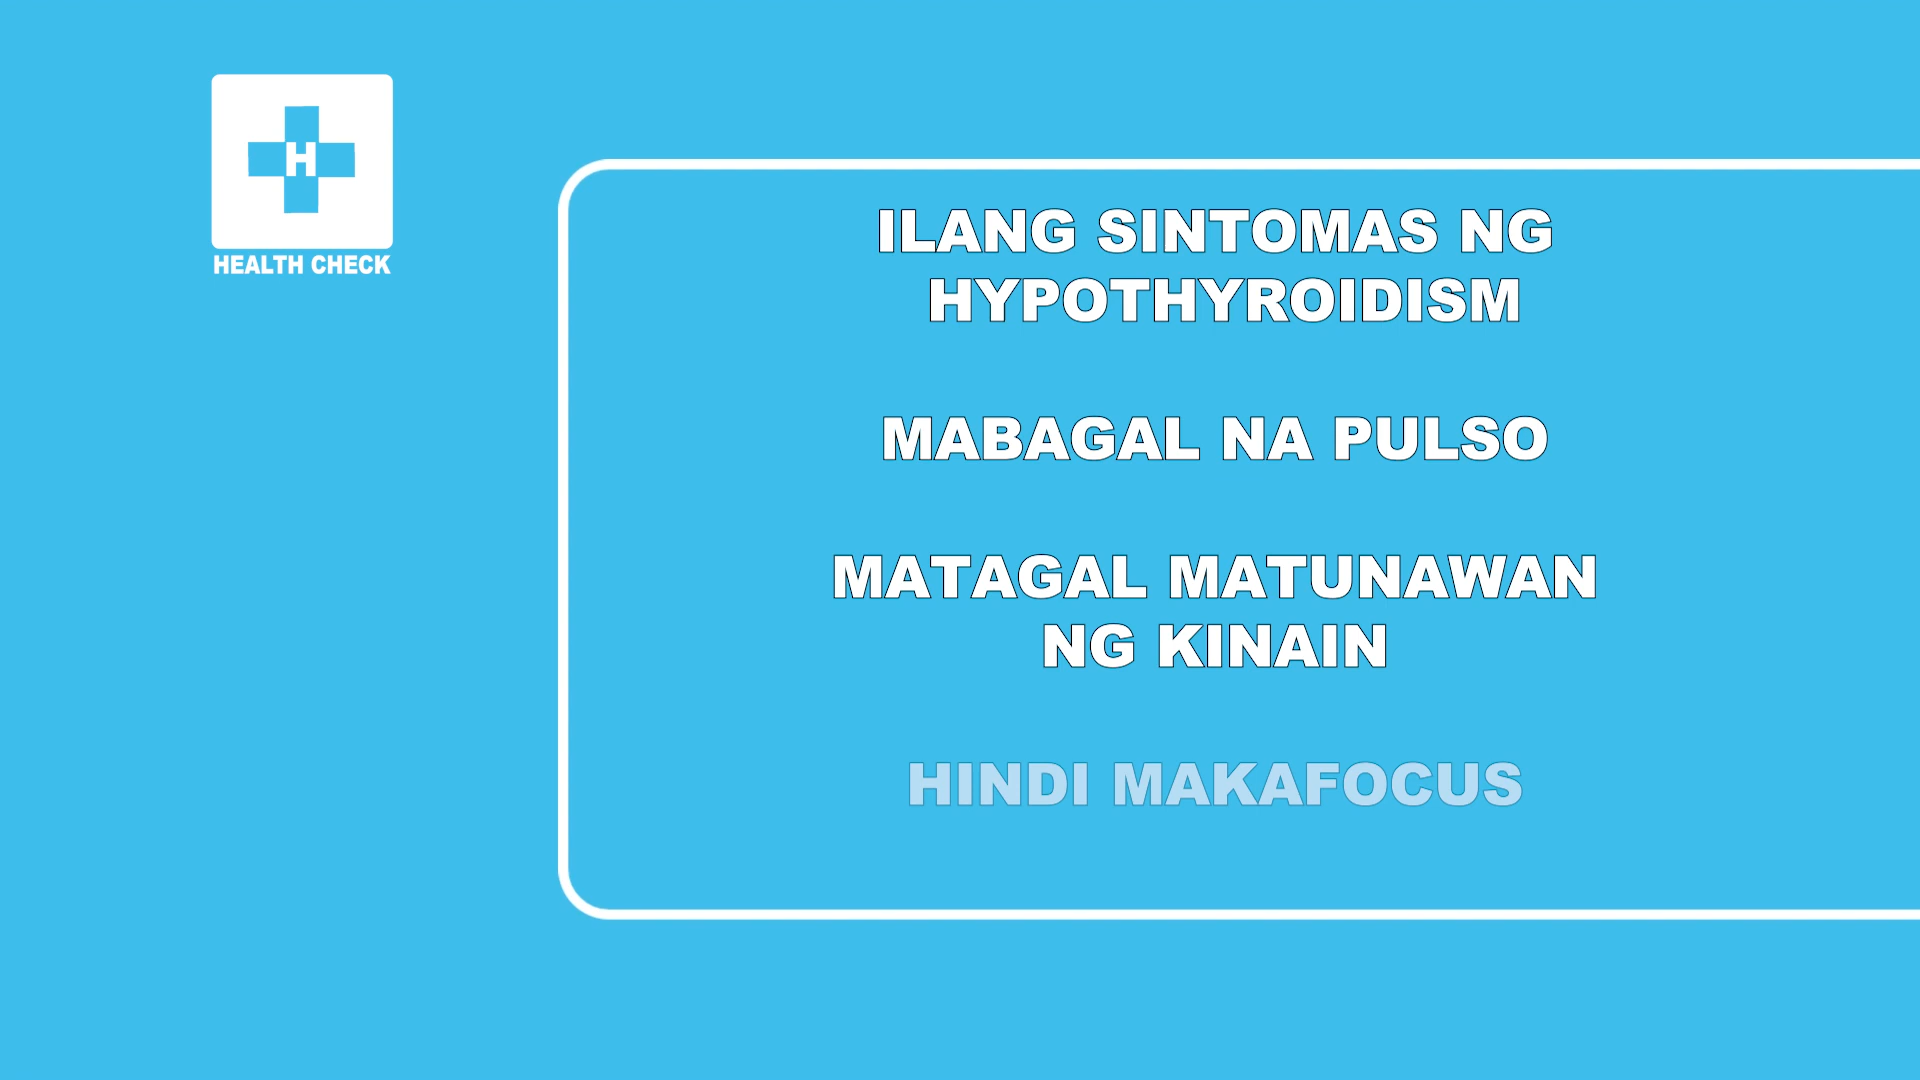 H
HEALTH CHECK
ILANG SINTOMAS NG
HYPOTHYROIDISM
MABAGAL NA PULSO
MATAGAL MATUNAWAN
NG KINAIN
HINDI MAKAFOCUS